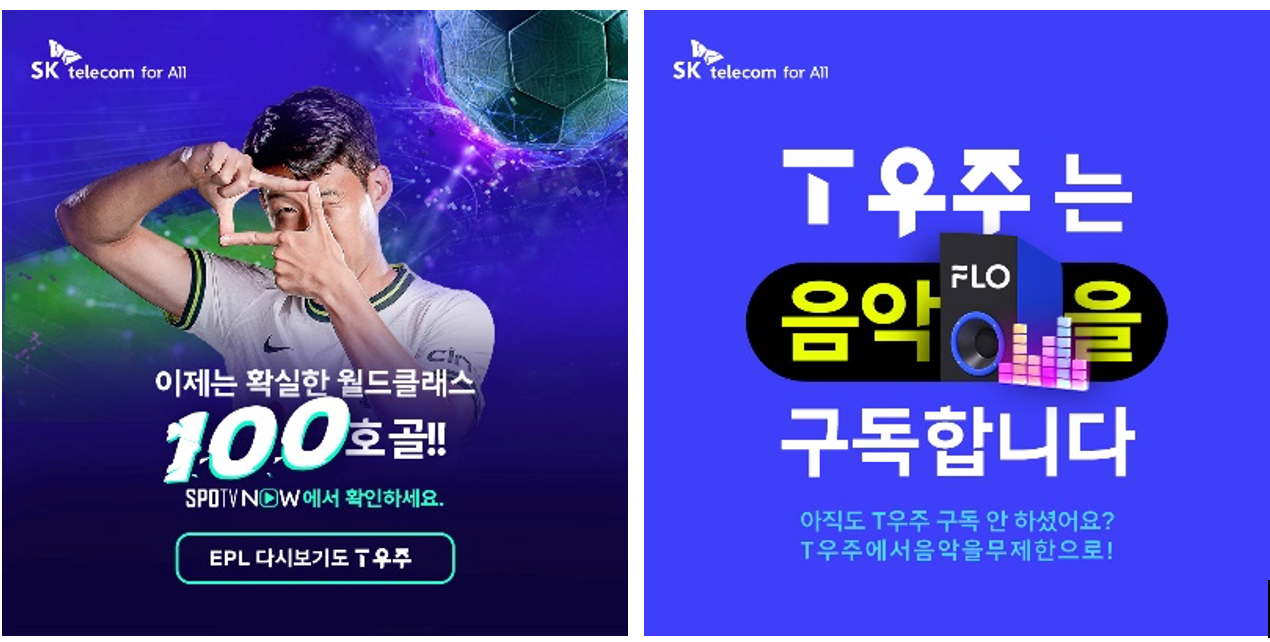 SK telecom for All
cin
이제는 확실한 월드클래스
100호 골!!
SPOTV NOW에서 확인하세요.
EPL 다시보기도 T우주
SK telecom for All
T우주는
음악을
FLO
구독합니다
아직도 T우주 구독 안 하셨어요?
T우주에서음악을무제한으로!